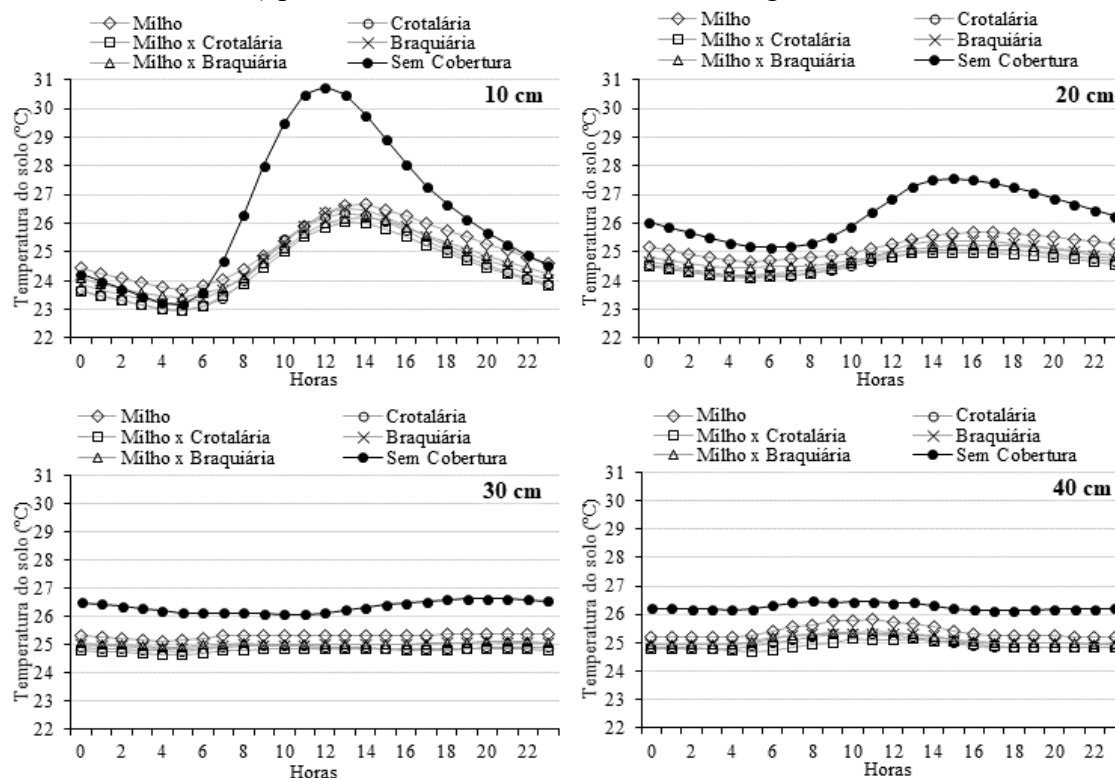 Milho
Crotalária
Milho x Crotalária
Braquiária
Milho x Braquiária
Sem Cobertura
10 cm
Temperatura do solo (ºC)
31
30
29
28
27
26
25
24
23
22
0 2 4 6 8 10 12 14 16 18 20 22
Horas
Milho
Crotalária
Milho x Crotalária
Braquiária
Milho x Braquiária
Sem Cobertura
20 cm
Temperatura do solo (ºC)
31
30
29
28
27
26
25
24
23
22
0 2 4 6 8 10 12 14 16 18 20 22
Horas
Milho
Crotalária
Milho x Crotalária
Braquiária
Milho x Braquiária
Sem Cobertura
30 cm
Temperatura do solo (ºC)
31
30
29
28
27
26
25
24
23
22
0 2 4 6 8 10 12 14 16 18 20 22
Horas
Milho
Crotalária
Milho x Crotalária
Braquiária
Milho x Braquiária
Sem Cobertura
40 cm
Temperatura do solo (ºC)
31
30
29
28
27
26
25
24
23
22
0 2 4 6 8 10 12 14 16 18 20 22
Horas